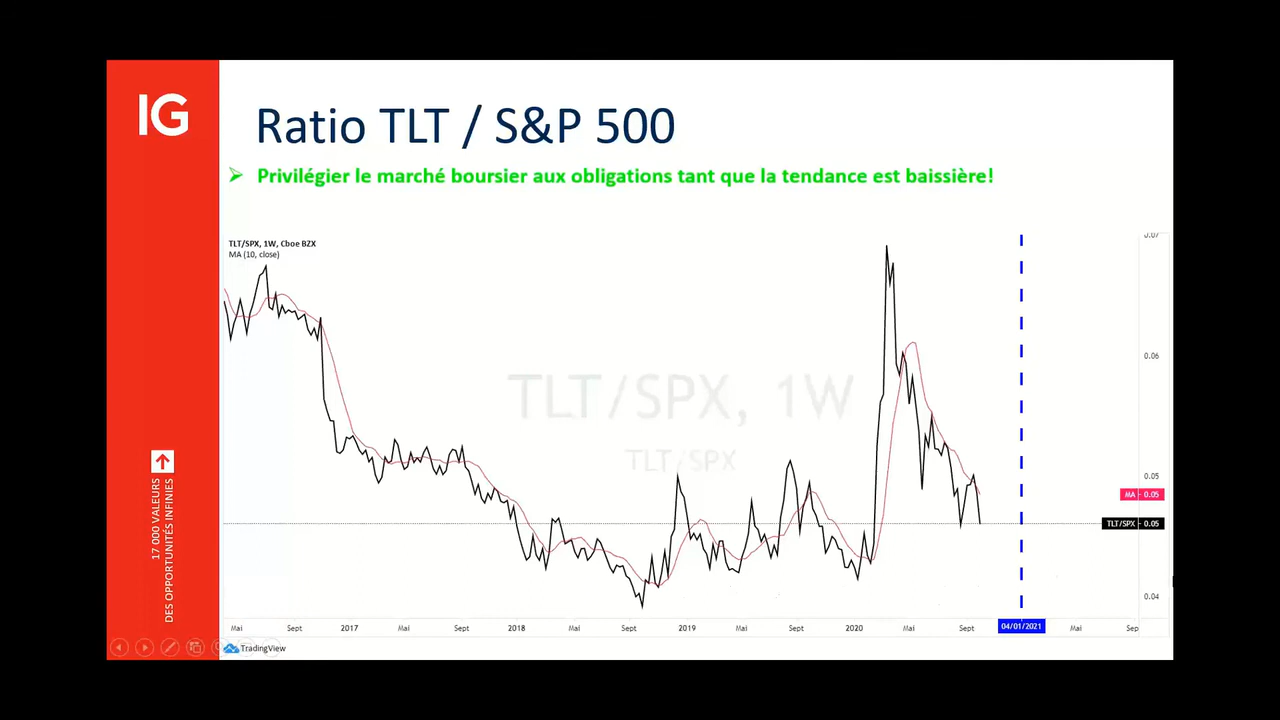 IG
Ratio TLT / S&P 500
Privilégier le marché boursier aux obligations tant que la tendance est baissière!
TLT/SPX, 1W, Cboe BZX
MA (10, close)
TLT/SPX, 1W
TLT/SPX
0.07
0.06
0.05
MA 0.05
TLT/SPX 0.05
0.04
Mai Sept 2017 Mai Sept 2018 Mai Sept 2019 Mai Sept 2020 Mai Sept 04/01/2021 Mai Sep
17 000 VALEURS
DES OPPORTUNITÉS INFINIES
TradingView